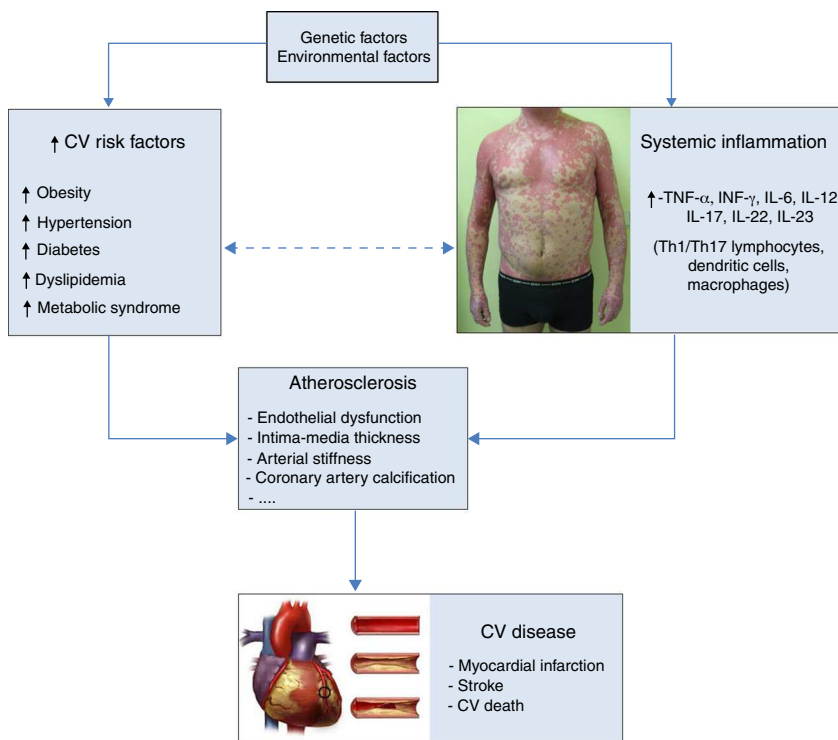 Genetic factors
Environmental factors
↑ CV risk factors
↑ Obesity
↑ Hypertension
↑ Diabetes
↑ Dyslipidemia
↑ Metabolic syndrome
Systemic inflammation
↑-TNF-α, INF-γ, IL-6, IL-12
IL-17, IL-22, IL-23
(Th1/Th17 lymphocytes,
dendritic cells,
macrophages)
Atherosclerosis
- Endothelial dysfunction
- Intima-media thickness
- Arterial stiffness
- Coronary artery calcification
- ....
CV disease
- Myocardial infarction
- Stroke
- CV death